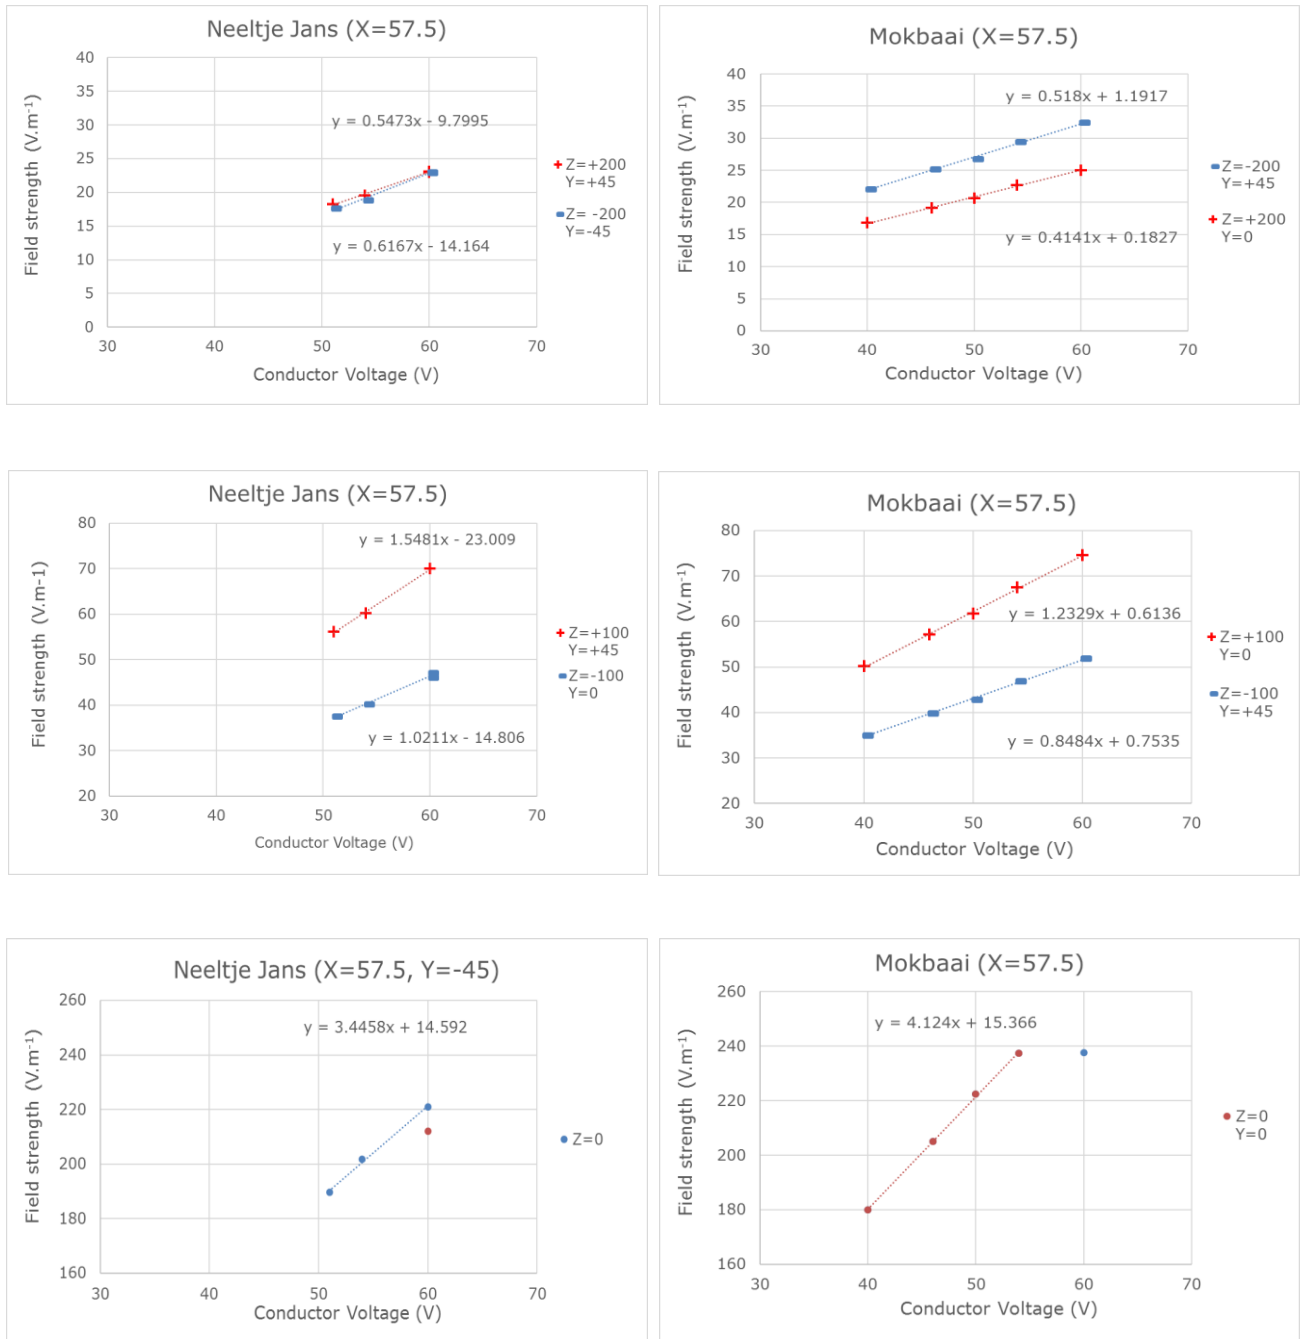 Neeltje Jans (X=57.5)
Field strength (V.m⁻¹)
40
35
30
25
20
15
10
5
0
y = 0.5473x - 9.7995
y = 0.6167x - 14.164
30 40 50 60 70
Conductor Voltage (V)
Z=+200
Y=+45
Z= -200
Y=-45
Mokbaai (X=57.5)
Field strength (V.m⁻¹)
40
35
30
25
20
15
10
5
0
y = 0.518x + 1.1917
y = 0.4141x + 0.1827
30 40 50 60 70
Conductor Voltage (V)
Z=-200
Y=+45
Z=+200
Y=0
Neeltje Jans (X=57.5)
Field strength (V.m-1)
80
70
60
50
40
30
20
y = 1.5481x - 23.009
y = 1.0211x - 14.806
30 40 50 60 70
Conductor Voltage (V)
Z=+100
Y=+45
Z=-100
Y=0
Mokbaai (X=57.5)
Field strength (V.m⁻¹)
80
70
60
50
40
30
20
y = 1.2329x + 0.6136
y = 0.8484x + 0.7535
30 40 50 60 70
Conductor Voltage (V)
Z=+100
Y=0
Z=-100
Y=+45
Neeltje Jans (X=57.5, Y=-45)
Field strength (V.m⁻¹)
260
240
220
200
180
160
y = 3.4458x + 14.592
30 40 50 60 70
Conductor Voltage (V)
Z=0
Mokbaai (X=57.5)
Field strength (V.m⁻¹)
260
240
220
200
180
160
y = 4.124x + 15.366
30 40 50 60 70
Conductor Voltage (V)
Z=0
Y=0